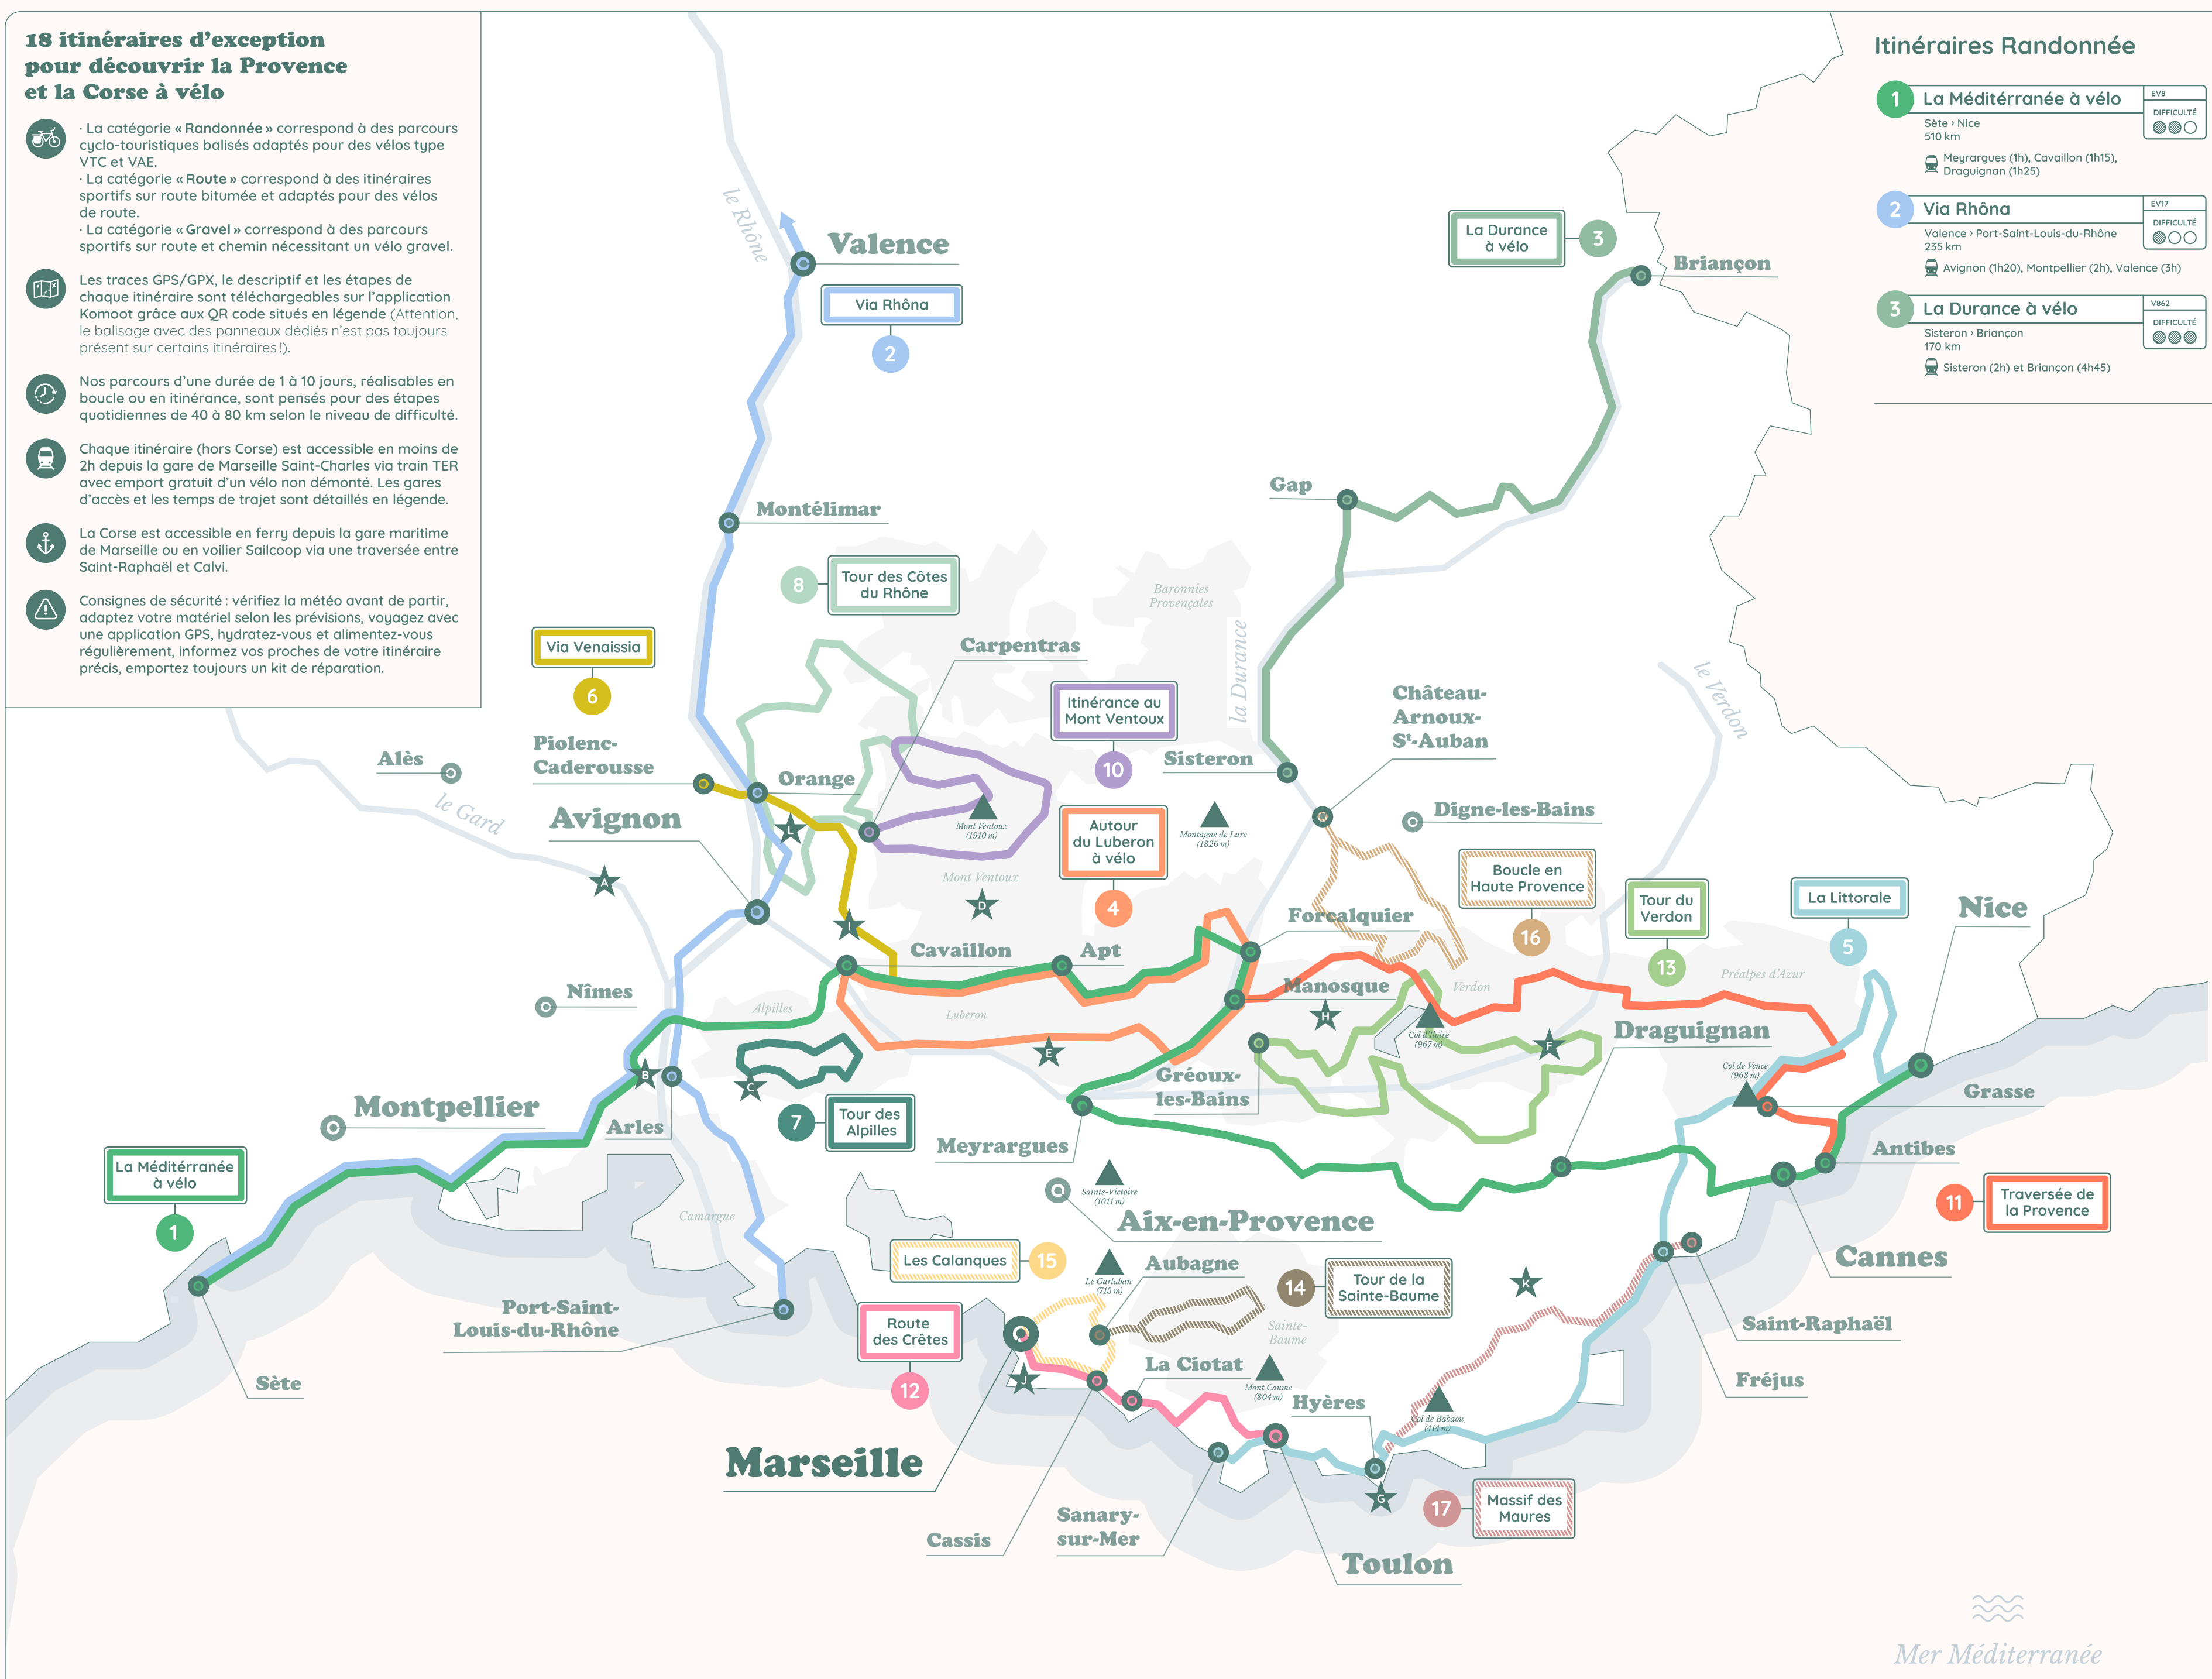 18 itinéraires d’exception
pour découvrir la Provence
et la Corse à vélo
· La catégorie « Randonnée » correspond à des parcours
cyclo-touristiques balisés adaptés pour des vélos type
VTC et VAE.
· La catégorie « Route » correspond à des itinéraires
sportifs sur route bitumée et adaptés pour des vélos
de route.
· La catégorie « Gravel » correspond à des parcours
sportifs sur route et chemin nécessitant un vélo gravel.
Les traces GPS/GPX, le descriptif et les étapes de
chaque itinéraire sont téléchargeables sur l’application
Komoot grâce aux QR code situés en légende (Attention,
le balisage avec des panneaux dédiés n’est pas toujours
présent sur certains itinéraires !).
Nos parcours d’une durée de 1 à 10 jours, réalisables en
boucle ou en itinérance, sont pensés pour des étapes
quotidiennes de 40 à 80 km selon le niveau de difficulté.
Chaque itinéraire (hors Corse) est accessible en moins de
2h depuis la gare de Marseille Saint-Charles via train TER
avec emport gratuit d’un vélo non démonté. Les gares
d’accès et les temps de trajet sont détaillés en légende.
La Corse est accessible en ferry depuis la gare maritime
de Marseille ou en voilier Sailcoop via une traversée entre
Saint-Raphaël et Calvi.
Consignes de sécurité : vérifiez la météo avant de partir,
adaptez votre matériel selon les prévisions, voyagez avec
une application GPS, hydratez-vous et alimentez-vous
régulièrement, informez vos proches de votre itinéraire
précis, emportez toujours un kit de réparation.
Itinéraires Randonnée
1
La Méditérranée à vélo
EV8
DIFFICULTÉ
Sète › Nice
510 km
Meyrargues (1h), Cavaillon (1h15),
Draguignan (1h25)
2
Via Rhôna
EV17
DIFFICULTÉ
Valence › Port-Saint-Louis-du-Rhône
235 km
Avignon (1h20), Montpellier (2h), Valence (3h)
3
La Durance à vélo
V862
DIFFICULTÉ
Sisteron › Briançon
170 km
Sisteron (2h) et Briançon (4h45)
le Rhône
Valence
Via Rhôna
2
La Durance
à vélo
3
Briançon
Gap
Montélimar
8
Tour des Côtes
du Rhône
Baronnies
Provençales
Via Venaissia
6
Carpentras
la Durance
le Verdon
Itinérance au
Mont Ventoux
10
Château-
Arnoux-
St-Auban
Piolenc-
Caderousse
Alès
le Gard
Orange
Sisteron
Avignon
L
Mont Ventoux
(1910 m)
Autour
du Luberon
à vélo
4
Montagne de Lure
(1826 m)
Digne-les-Bains
A
Mont Ventoux
D
Boucle en
Haute Provence
16
Tour du
Verdon
13
La Littorale
5
Nice
I
Forcalquier
Cavaillon
Apt
Nîmes
Alpilles
Luberon
Manosque
H
Verdon
Préalpes d’Azur
Col d’Iloire
(967 m)
F
Draguignan
E
B
C
7
Tour des
Alpilles
Gréoux-
les-Bains
Col de Vence
(963 m)
Grasse
Montpellier
Arles
Meyrargues
Antibes
La Méditérranée
à vélo
1
Sainte-Victoire
(1011 m)
Aix-en-Provence
11
Traversée de
la Provence
Camargue
Les Calanques
15
Le Garlaban
(715 m)
Aubagne
14
Tour de la
Sainte-Baume
K
Cannes
Port-Saint-
Louis-du-Rhône
Route
des Crêtes
12
Sainte-
Baume
Saint-Raphaël
J
La Ciotat
Mont Caume
(804 m)
Hyères
Col de Babaou
(414 m)
Fréjus
Sète
Marseille
G
17
Massif des
Maures
Cassis
Sanary-
sur-Mer
Toulon
Mer Méditerranée